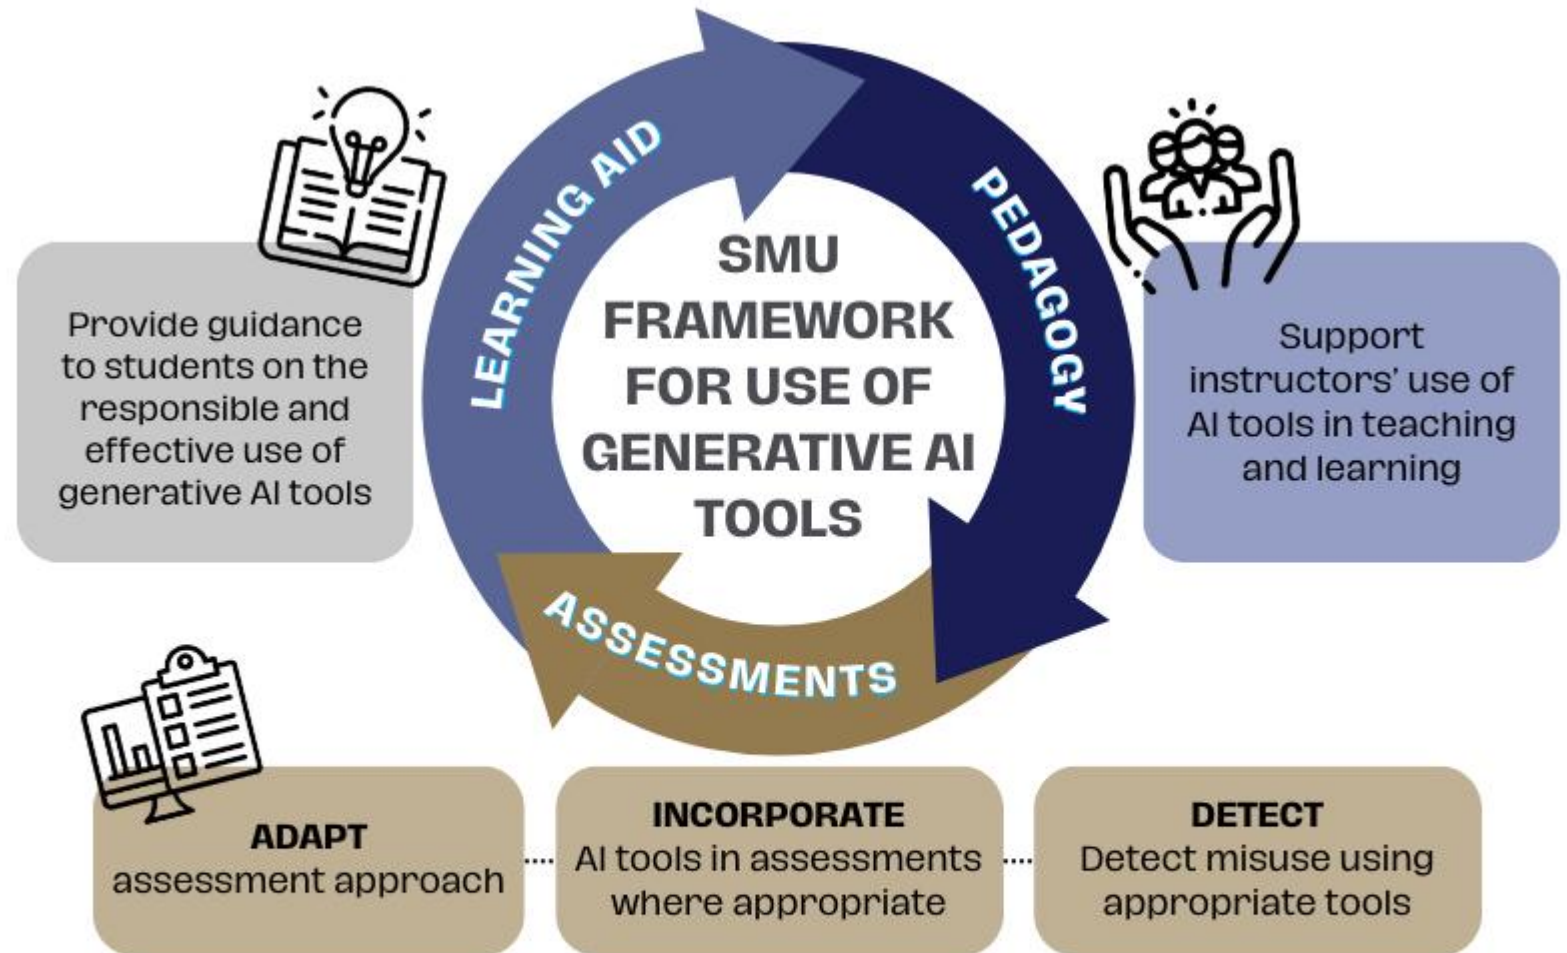 LEARNING AID
PEDAGOGY
ASSESSMENTS
SMU
FRAMEWORK
FOR USE OF
GENERATIVE AI
TOOLS
Provide guidance
to students on the
responsible and
effective use of
generative AI tools
Support
instructors’ use of
AI tools in teaching
and learning
ADAPT
assessment approach
INCORPORATE
AI tools in assessments
where appropriate
DETECT
Detect misuse using
appropriate tools